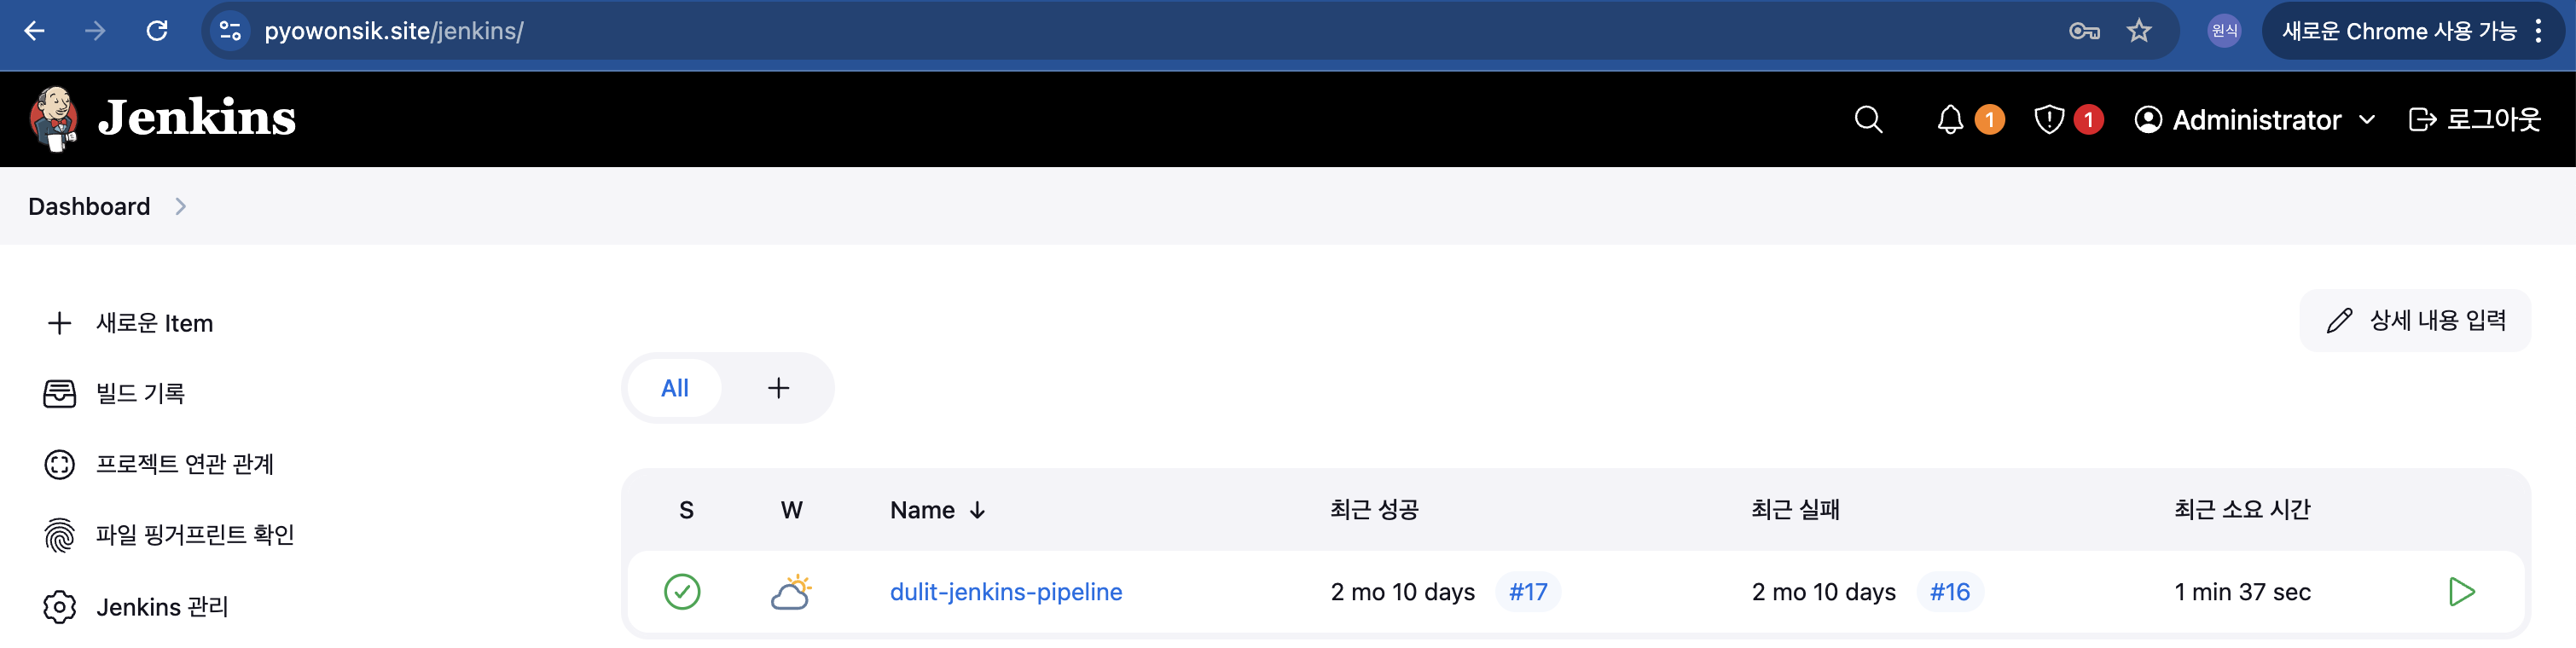 pyowonsik.site/jenkins/
원식
새로운 Chrome 사용 가능
Jenkins
1
1
Administrator
로그아웃
Dashboard
새로운 Item
빌드 기록
프로젝트 연관 관계
파일 핑거프린트 확인
Jenkins 관리
상세 내용 입력
All
S W Name ↓ 최근 성공 최근 실패 최근 소요 시간
dulit-jenkins-pipeline 2 mo 10 days #17 2 mo 10 days #16 1 min 37 sec